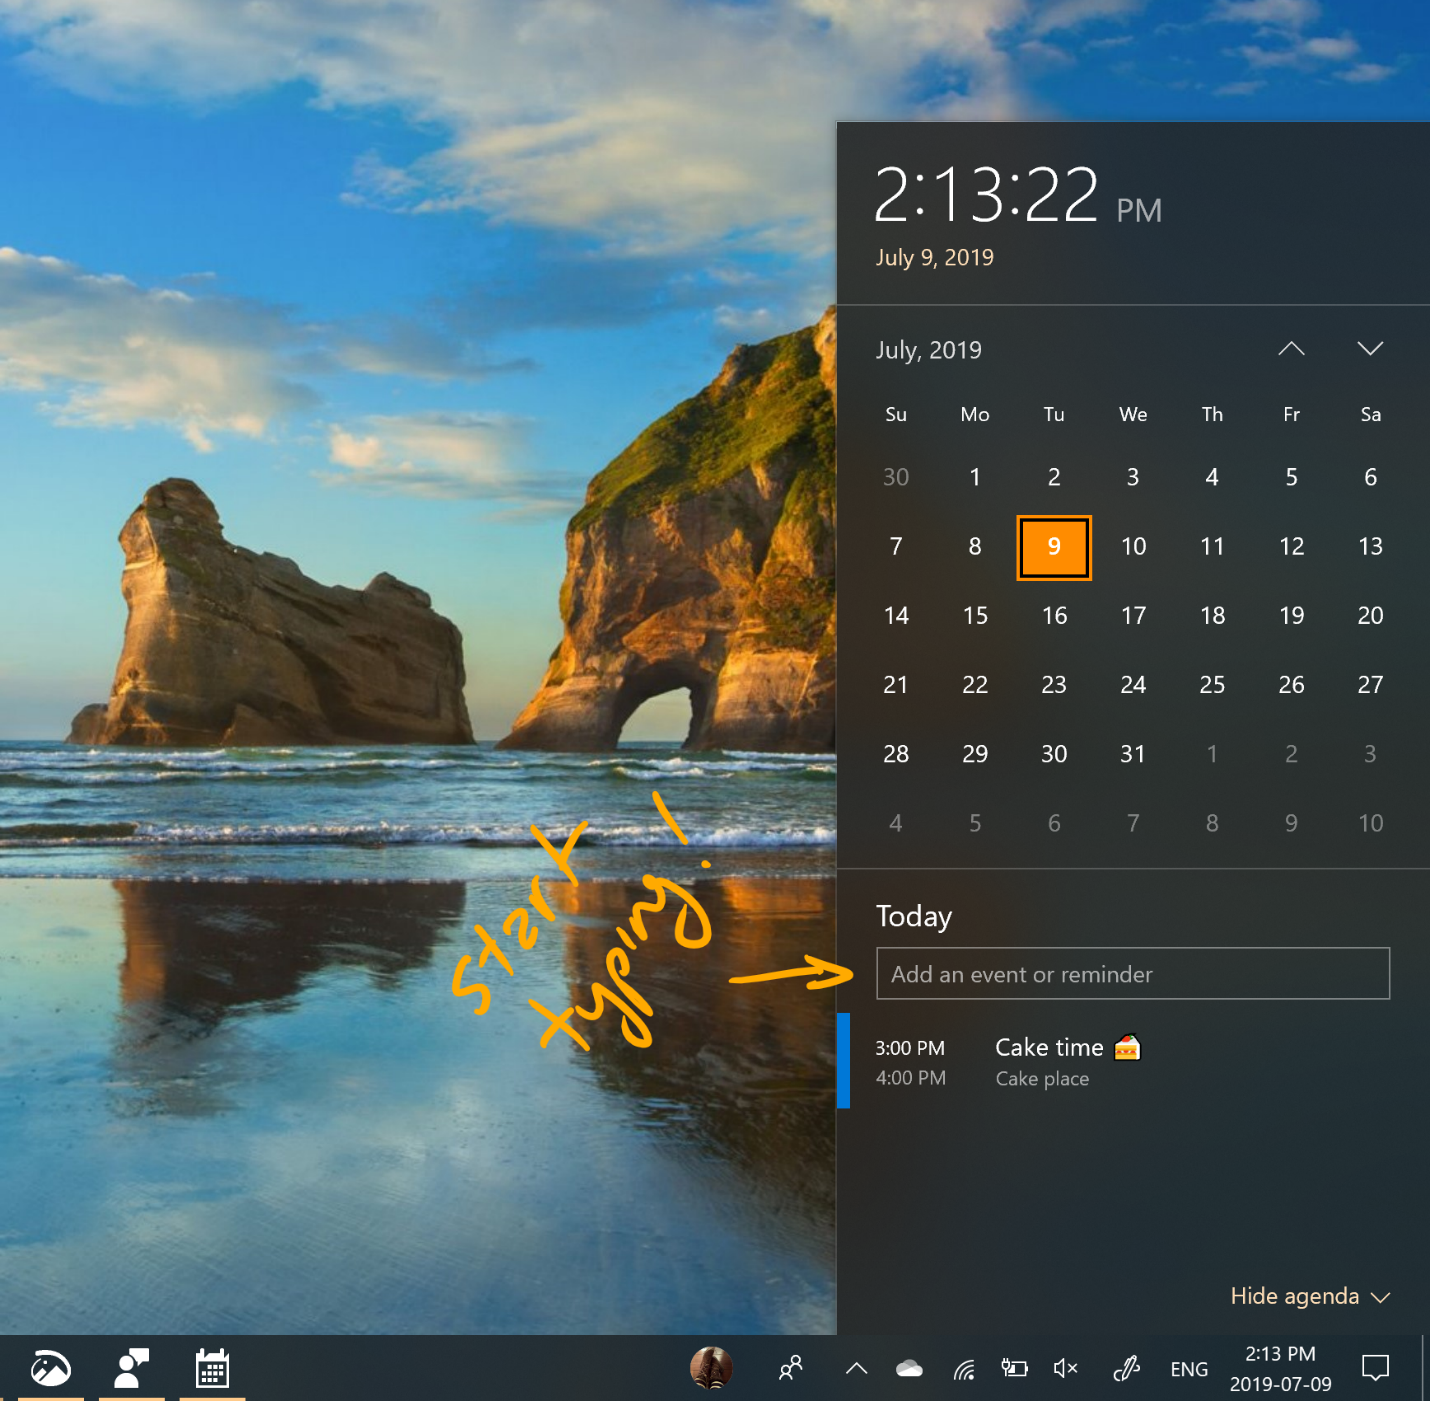 2:13:22 PM
July 9, 2019
July, 2019
Su Mo Tu We Th Fr Sa
30 1 2 3 4 5 6
7 8 9 10 11 12 13
14 15 16 17 18 19 20
21 22 23 24 25 26 27
28 29 30 31 1 2 3
4 5 6 7 8 9 10
start
typing!
Today
Add an event or reminder
3:00 PM Cake time
4:00 PM Cake place
Hide agenda
ENG
2:13 PM
2019-07-09